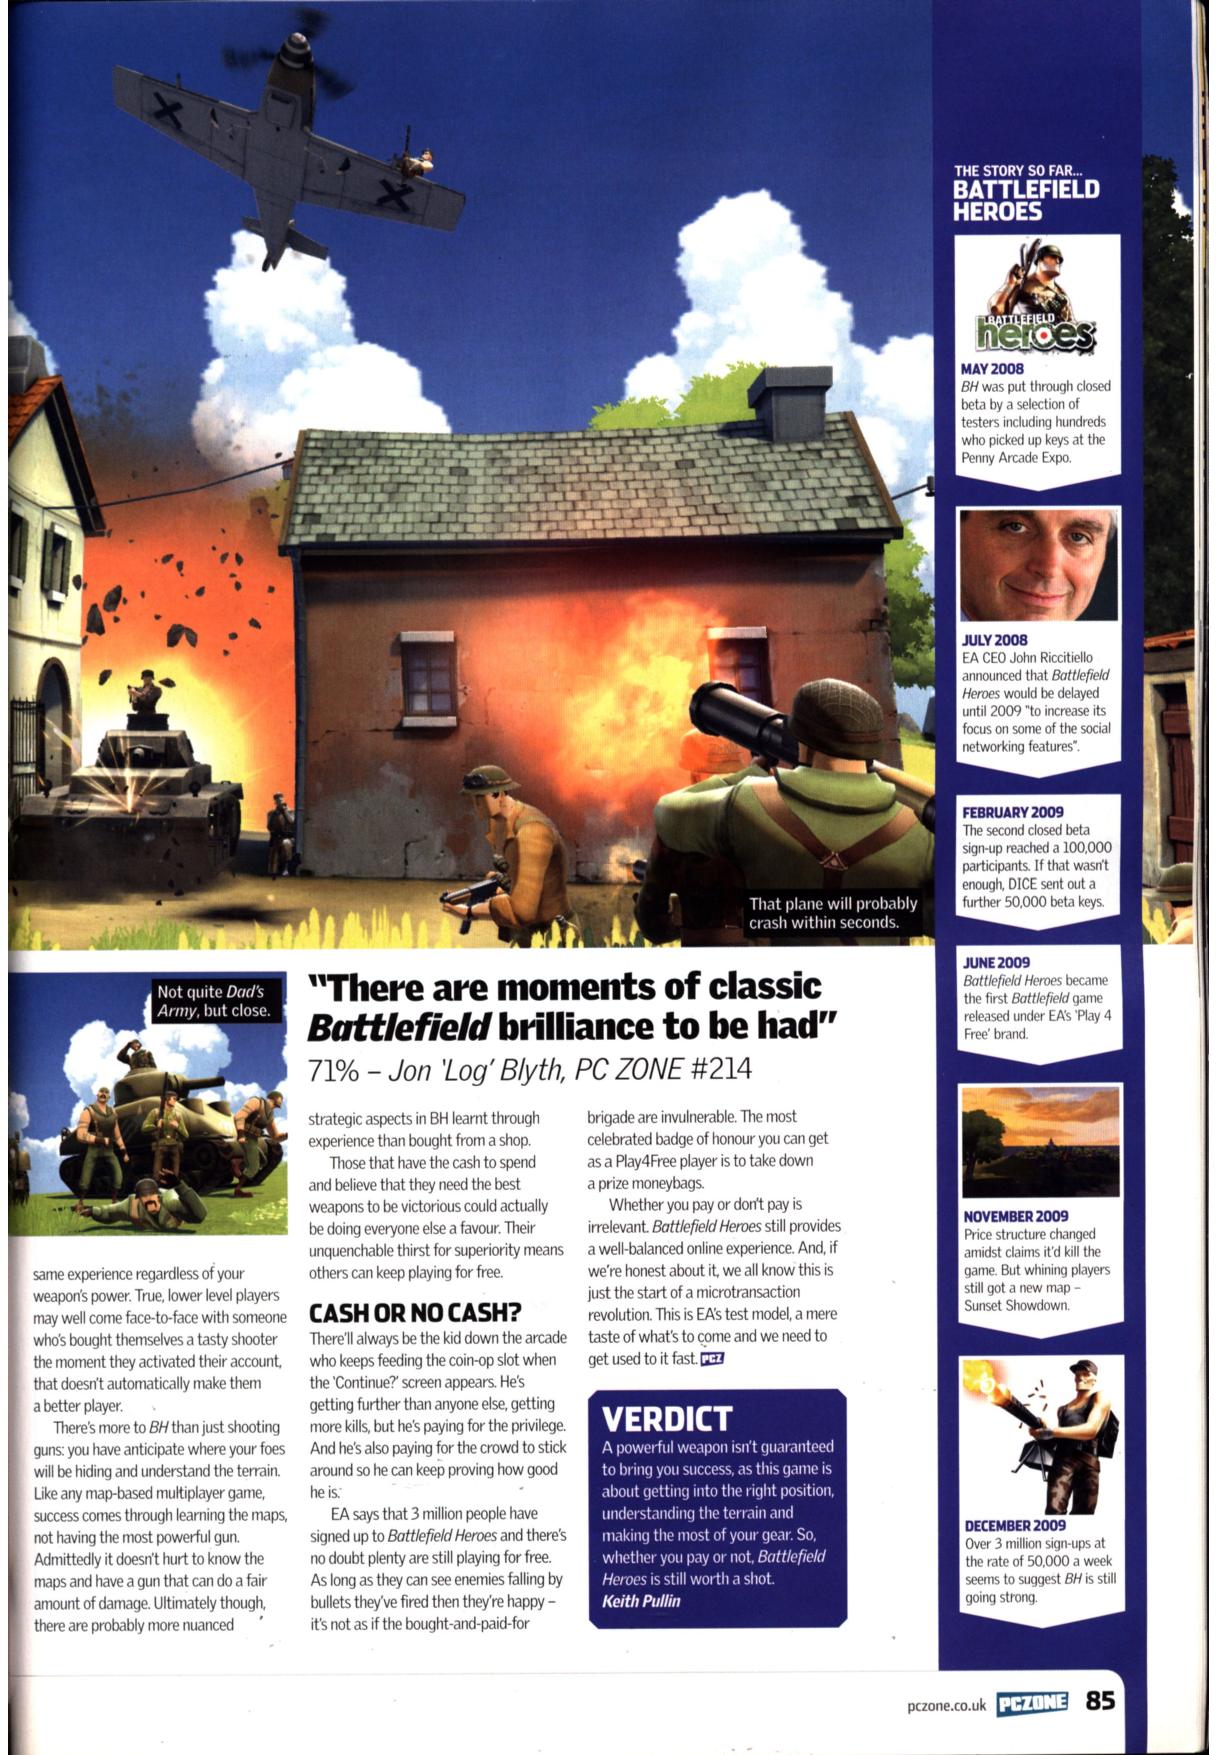 THE STORY SO FAR...
BATTLEFIELD
HEROES
BATTLEFIELD
heroes
MAY 2008
BH was put through closed
beta by a selection of
testers including hundreds
who picked up keys at the
Penny Arcade Expo.
JULY 2008
EA CEO John Riccitiello
announced that Battlefield
Heroes would be delayed
until 2009 "to increase its
focus on some of the social
networking features".
FEBRUARY 2009
The second closed beta
sign-up reached a 100,000
participants. If that wasn't
enough, DICE sent out a
further 50,000 beta keys.
JUNE 2009
Battlefield Heroes became
the first Battlefield game
released under EA's 'Play 4
Free' brand.
NOVEMBER 2009
Price structure changed
amidst claims it'd kill the
game. But whining players
still got a new map –
Sunset Showdown.
DECEMBER 2009
Over 3 million sign-ups at
the rate of 50,000 a week
seems to suggest BH is still
going strong.
That plane will probably
crash within seconds.
Not quite Dad's
Army, but close.
"There are moments of classic
Battlefield brilliance to be had"
71% – Jon 'Log' Blyth, PC ZONE #214
same experience regardless of your
weapon's power. True, lower level players
may well come face-to-face with someone
who's bought themselves a tasty shooter
the moment they activated their account,
that doesn't automatically make them
a better player.
There's more to BH than just shooting
guns: you have anticipate where your foes
will be hiding and understand the terrain.
Like any map-based multiplayer game,
success comes through learning the maps,
not having the most powerful gun.
Admittedly it doesn't hurt to know the
maps and have a gun that can do a fair
amount of damage. Ultimately though,
there are probably more nuanced
strategic aspects in BH learnt through
experience than bought from a shop.
Those that have the cash to spend
and believe that they need the best
weapons to be victorious could actually
be doing everyone else a favour. Their
unquenchable thirst for superiority means
others can keep playing for free.
CASH OR NO CASH?
There'll always be the kid down the arcade
who keeps feeding the coin-op slot when
the 'Continue?' screen appears. He's
getting further than anyone else, getting
more kills, but he's paying for the privilege.
And he's also paying for the crowd to stick
around so he can keep proving how good
he is.
EA says that 3 million people have
signed up to Battlefield Heroes and there's
no doubt plenty are still playing for free.
As long as they can see enemies falling by
bullets they've fired then they're happy –
it's not as if the bought-and-paid-for
brigade are invulnerable. The most
celebrated badge of honour you can get
as a Play4Free player is to take down
a prize moneybags.
Whether you pay or don't pay is
irrelevant. Battlefield Heroes still provides
a well-balanced online experience. And, if
we're honest about it, we all know this is
just the start of a microtransaction
revolution. This is EA's test model, a mere
taste of what's to come and we need to
get used to it fast. PCZ
VERDICT
A powerful weapon isn't guaranteed
to bring you success, as this game is
about getting into the right position,
understanding the terrain and
making the most of your gear. So,
whether you pay or not, Battlefield
Heroes is still worth a shot.
Keith Pullin
pczone.co.uk PCZONE 85